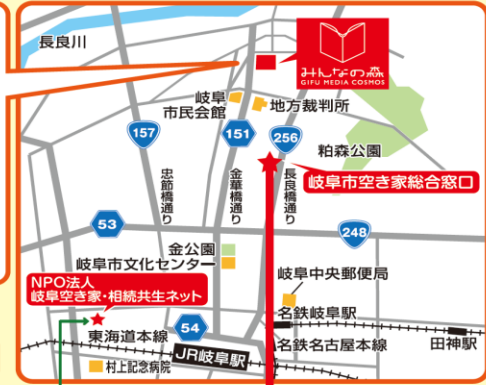 長良川
みんなの森
GIFU MEDIA COSMOS
岐阜
市民会館
地方裁判所
157
151
256
粕森公園
岐阜市空き家総合窓口
忠節橋通り
金華橋通り
長良橋通り
53
248
金公園
岐阜市文化センター
NPO法人
岐阜空き家・相続共生ネット
岐阜中央郵便局
54
名鉄岐阜駅
東海道本線
田神駅
JR岐阜駅
名鉄名古屋本線
村上記念病院